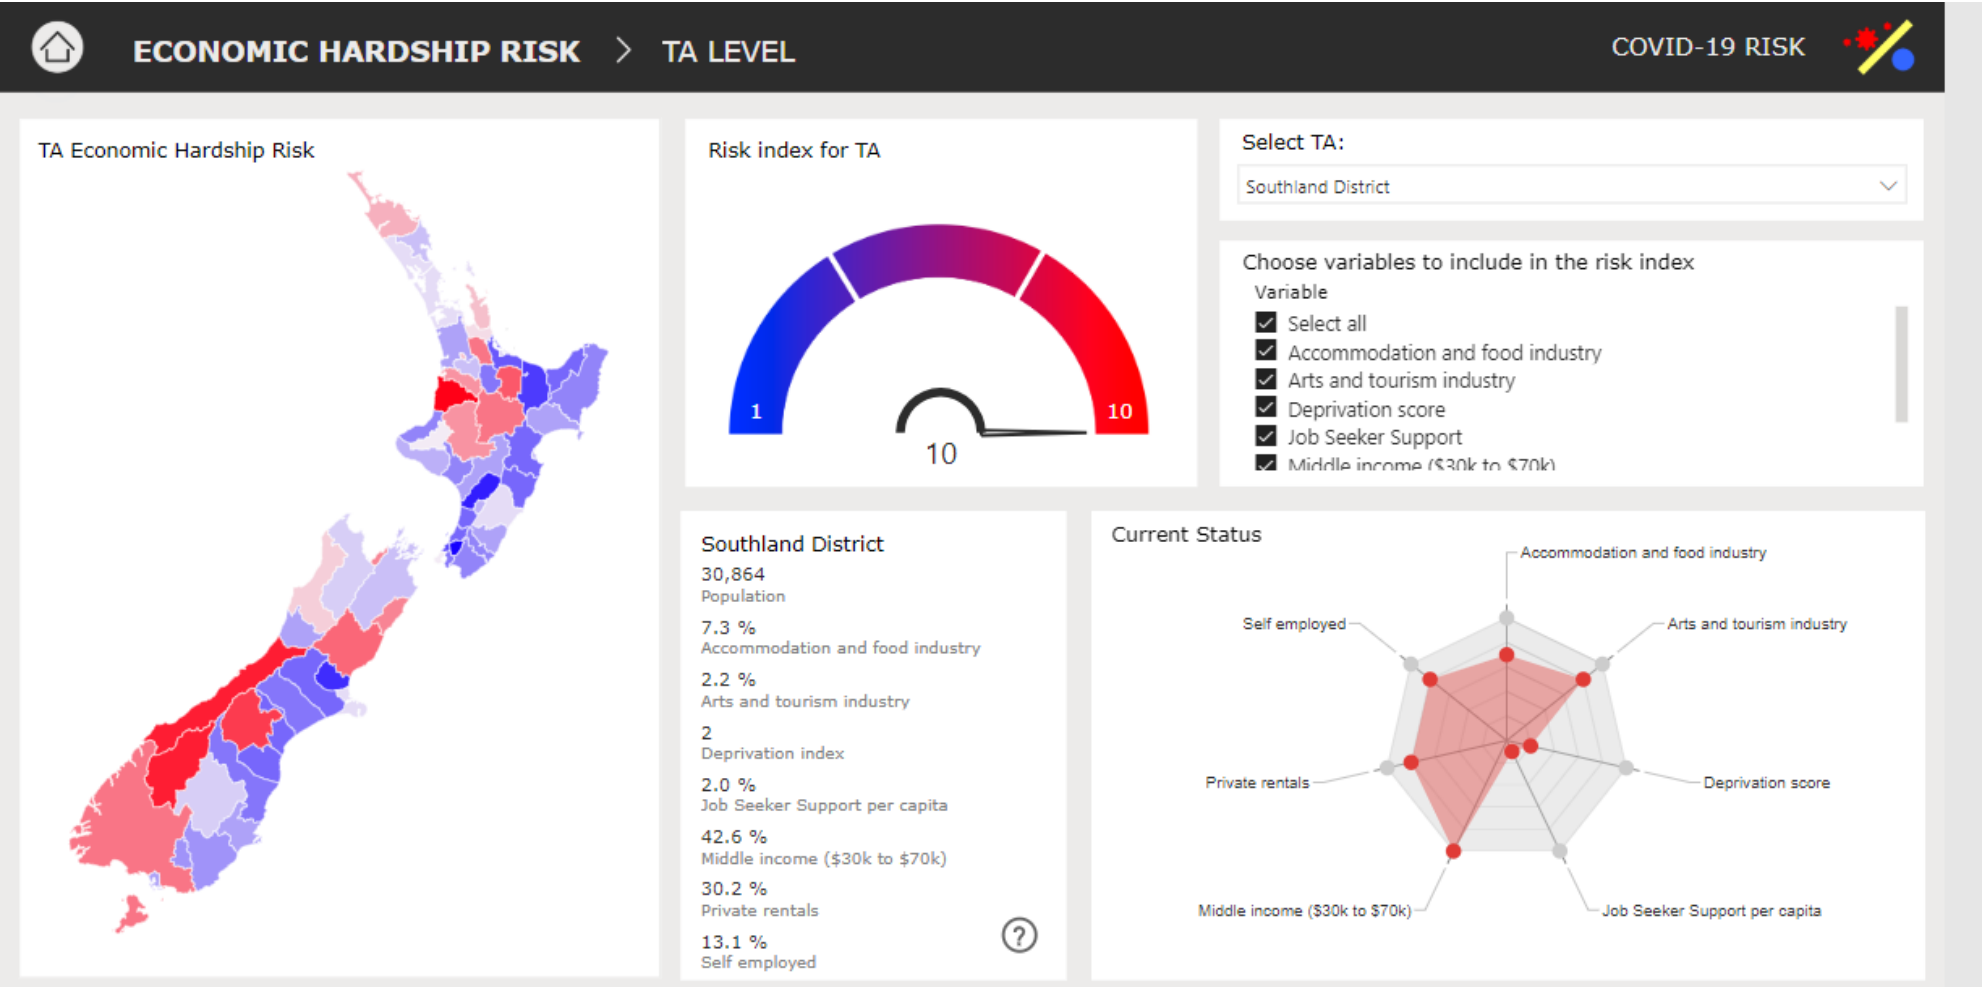 ECONOMIC HARDSHIP RISK > TA LEVEL
COVID-19 RISK
TA Economic Hardship Risk
Risk index for TA
1
10
10
Select TA:
Southland District
Choose variables to include in the risk index
Variable
Select all
Accommodation and food industry
Arts and tourism industry
Deprivation score
Job Seeker Support
Middle income ($30k to $70k)
Southland District
30,864
Population
7.3 %
Accommodation and food industry
2.2 %
Arts and tourism industry
2
Deprivation index
2.0 %
Job Seeker Support per capita
42.6 %
Middle income ($30k to $70k)
30.2 %
Private rentals
13.1 %
Self employed
?
Current Status
Accommodation and food industry
Self employed
Arts and tourism industry
Private rentals
Deprivation score
Middle income ($30k to $70k)
Job Seeker Support per capita